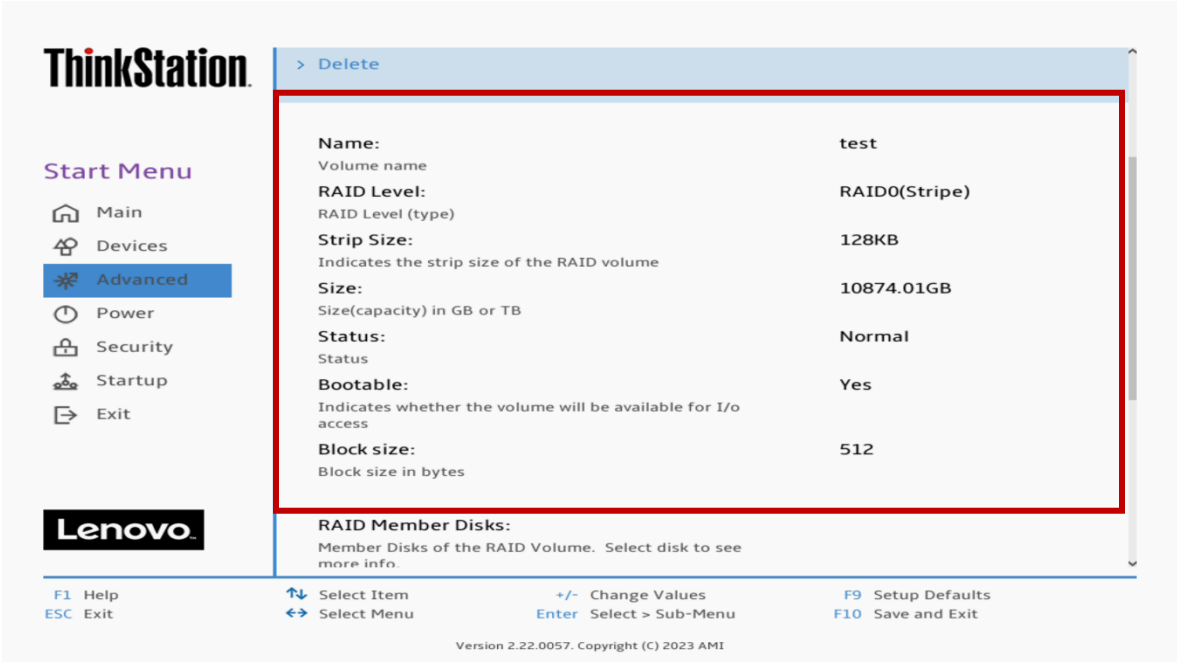 ThinkStation
> Delete
Start Menu
Main
Devices
Advanced
Power
Security
Startup
Exit
Name: test
Volume name
RAID Level: RAID0(Stripe)
RAID Level (type)
Strip Size: 128KB
Indicates the strip size of the RAID volume
Size: 10874.01GB
Size(capacity) in GB or TB
Status: Normal
Status
Bootable: Yes
Indicates whether the volume will be available for I/o
access
Block size: 512
Block size in bytes
RAID Member Disks:
Member Disks of the RAID Volume. Select disk to see
more info.
Lenovo
F1 Help Select Item +/- Change Values F9 Setup Defaults
ESC Exit Select Menu Enter Select > Sub-Menu F10 Save and Exit
Version 2.22.0057. Copyright (C) 2023 AMI